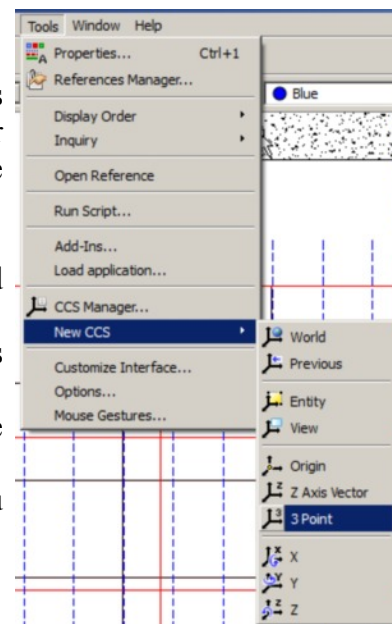 Tools Window Help
Properties... Ctrl+1
References Manager...
Blue
Display Order
Inquiry
Open Reference
Run Script...
Add-Ins...
Load application...
CCS Manager...
New CCS
World
Previous
Customize Interface...
Options...
Mouse Gestures...
Entity
View
Origin
Z Axis Vector
3 Point
X
Y
Z